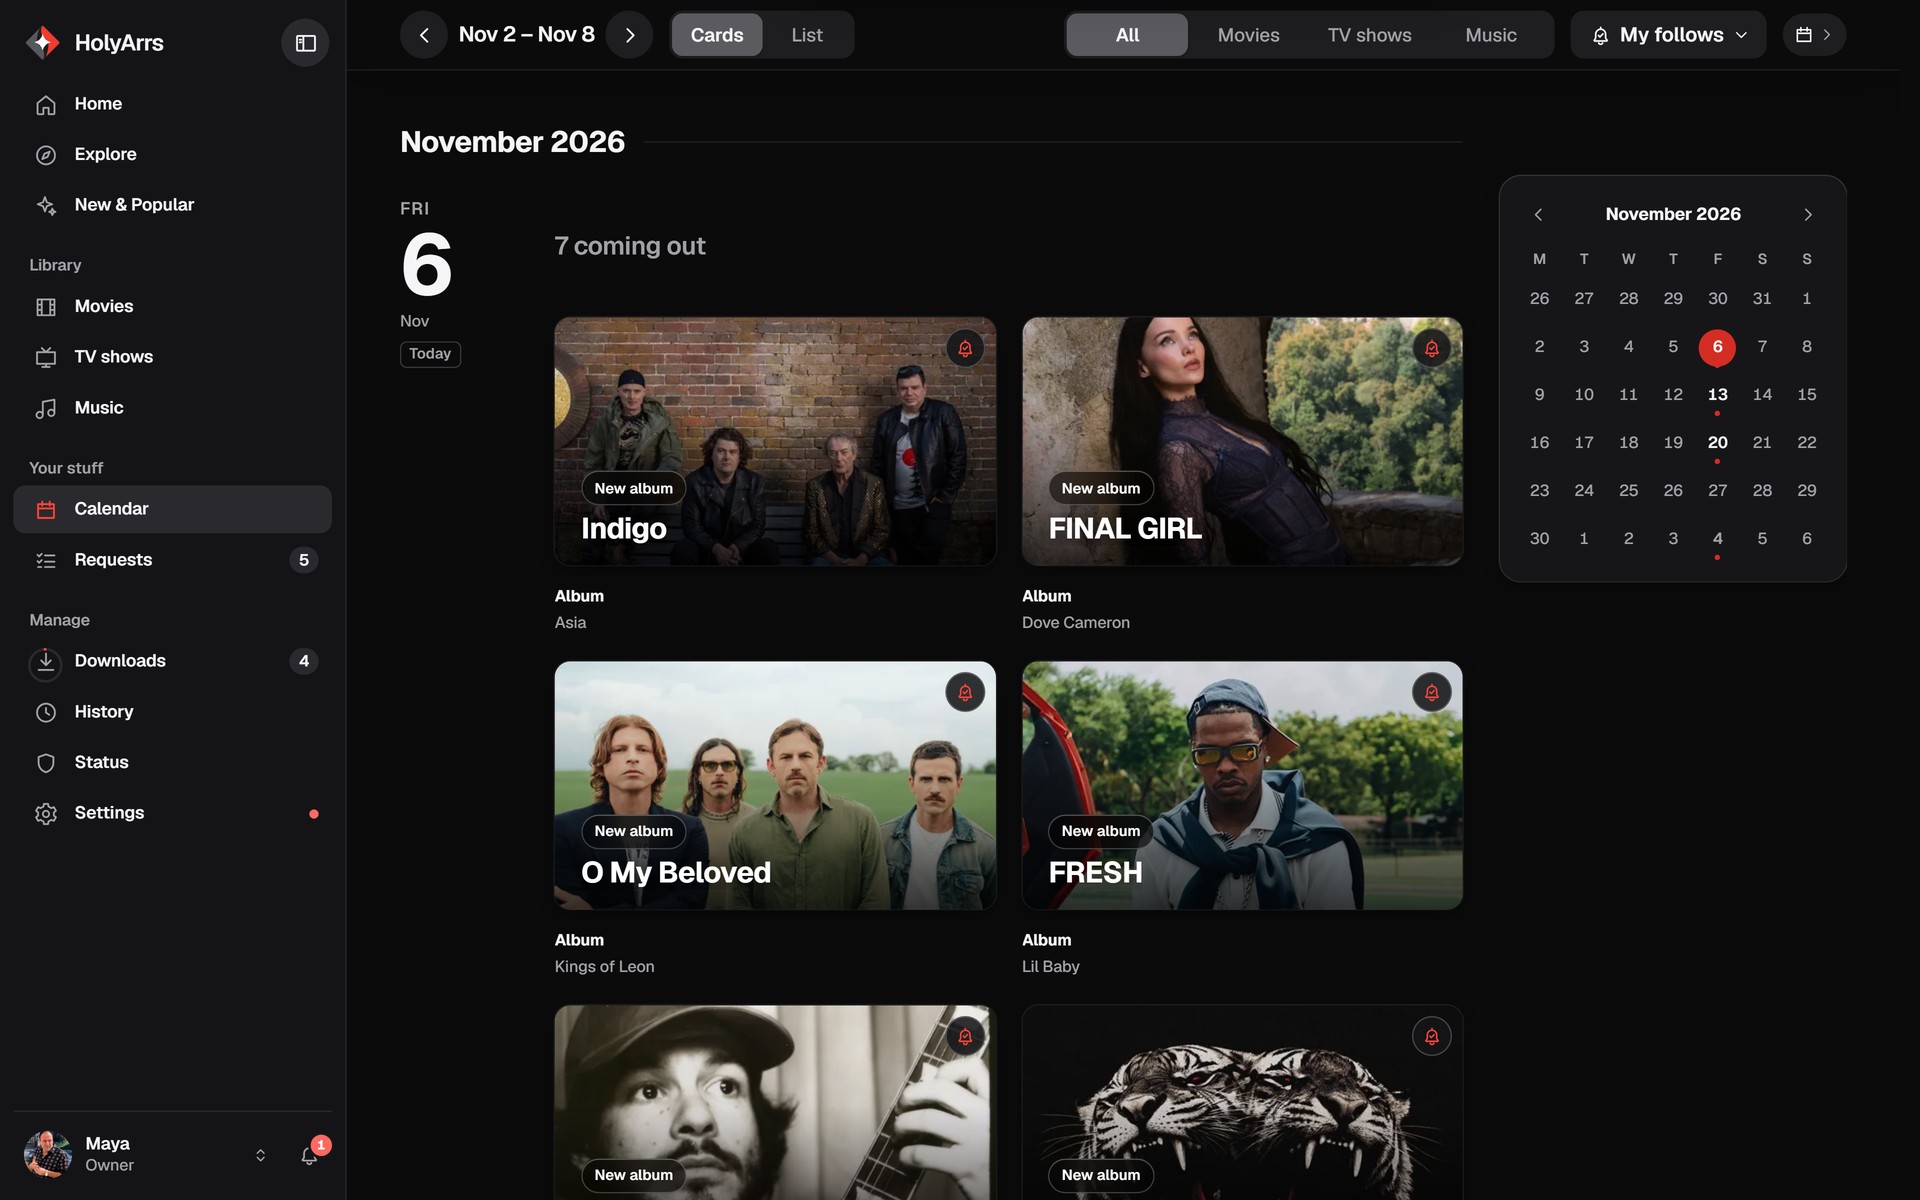 HolyArrs
Home
Explore
New & Popular
Library
Movies
TV shows
Music
Your stuff
Calendar
Requests 5
Manage
Downloads 4
History
Status
Settings
Maya
Owner
1
Nov 2 – Nov 8
Cards List
All Movies TV shows Music
My follows
November 2026
FRI
6
Nov
Today
7 coming out
New album
Indigo
Album
Asia
New album
FINAL GIRL
Album
Dove Cameron
New album
O My Beloved
Album
Kings of Leon
New album
FRESH
Album
Lil Baby
New album
New album
November 2026
M T W T F S S
26 27 28 29 30 31 1
2 3 4 5 6 7 8
9 10 11 12 13 14 15
16 17 18 19 20 21 22
23 24 25 26 27 28 29
30 1 2 3 4 5 6